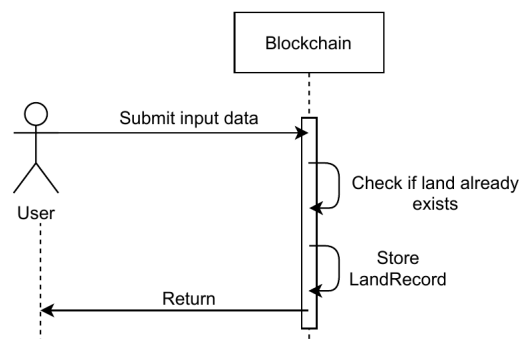 Blockchain
Submit input data
Check if land already
exists
User
Store
LandRecord
Return